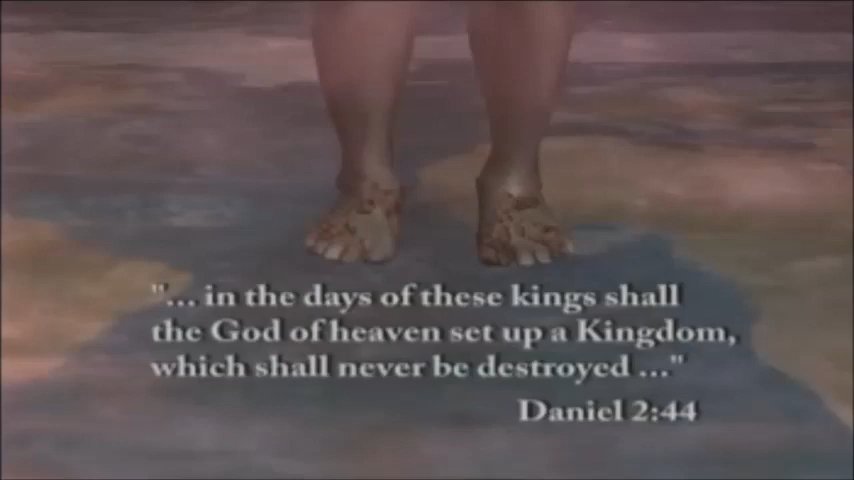 "... in the days of these kings shall
the God of heaven set up a Kingdom,
which shall never be destroyed ..."
Daniel 2:44